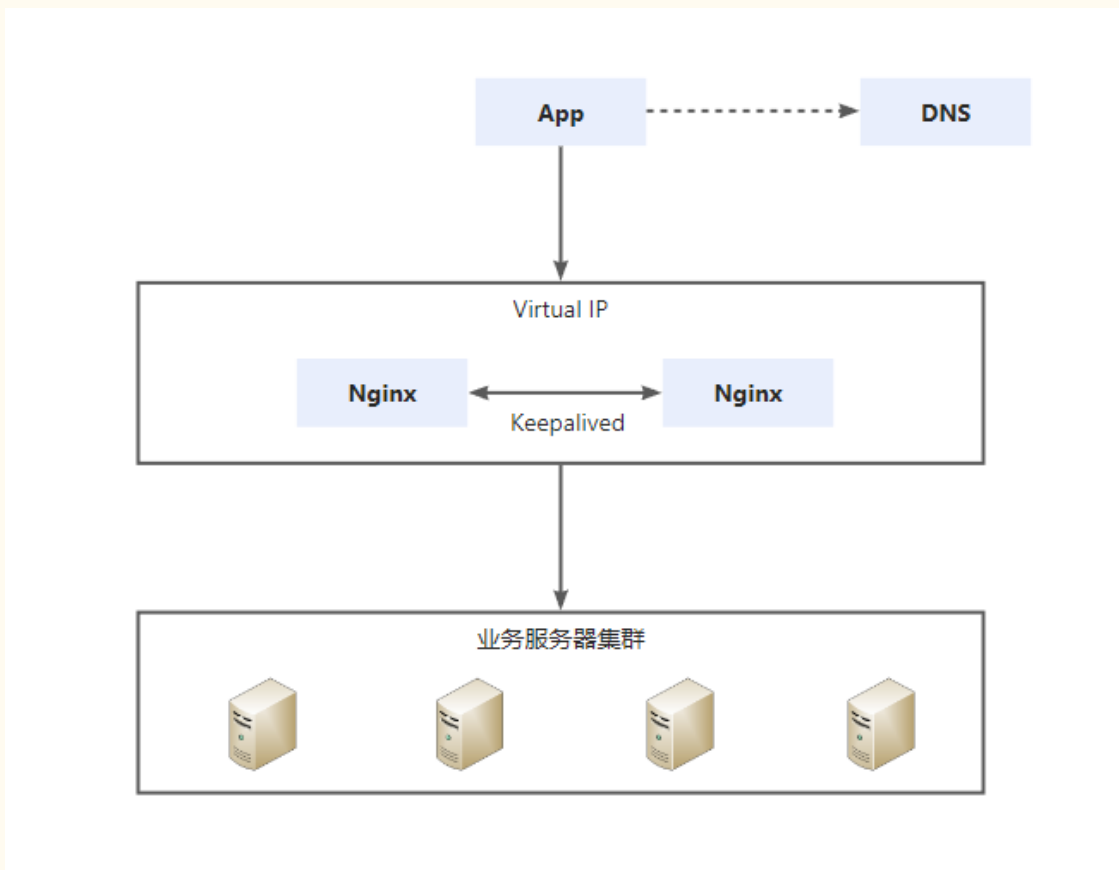 App
DNS
Virtual IP
Nginx
Nginx
Keepalived
业务服务器集群